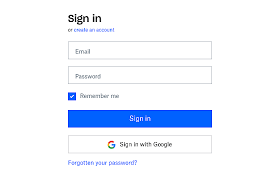 Sign in
or create an account
Email
Password
Remember me
Sign in
Sign in with Google
Forgotten your password?